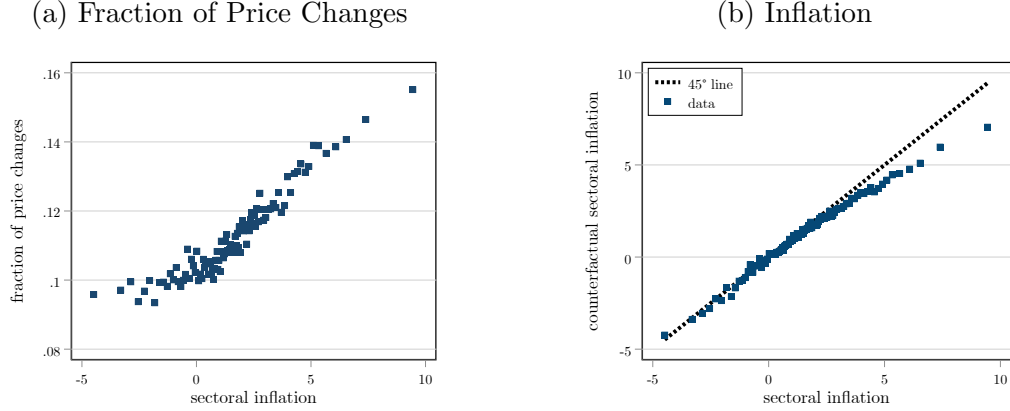 (a) Fraction of Price Changes
fraction of price changes
.16
.14
.12
.1
.08
-5 0 5 10
sectoral inflation
(b) Inflation
counterfactual sectoral inflation
10
5
0
-5
45° line
data
-5 0 5 10
sectoral inflation